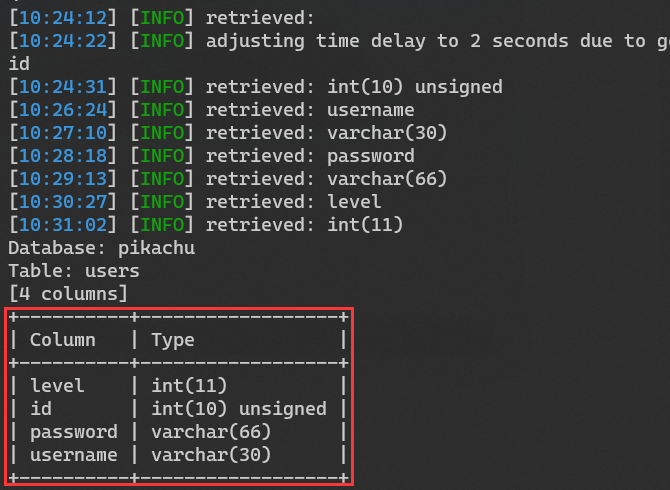 [10:24:12] [INFO] retrieved:
[10:24:22] [INFO] adjusting time delay to 2 seconds due to
id
[10:24:31] [INFO] retrieved: int(10) unsigned
[10:26:24] [INFO] retrieved: username
[10:27:10] [INFO] retrieved: varchar(30)
[10:28:18] [INFO] retrieved: password
[10:29:13] [INFO] retrieved: varchar(66)
[10:30:27] [INFO] retrieved: level
[10:31:02] [INFO] retrieved: int(11)
Database: pikachu
Table: users
[4 columns]
+----------+------------------+
| Column   | Type             |
+----------+------------------+
| level    | int(11)          |
| id       | int(10) unsigned |
| password | varchar(66)      |
| username | varchar(30)      |
+----------+------------------+